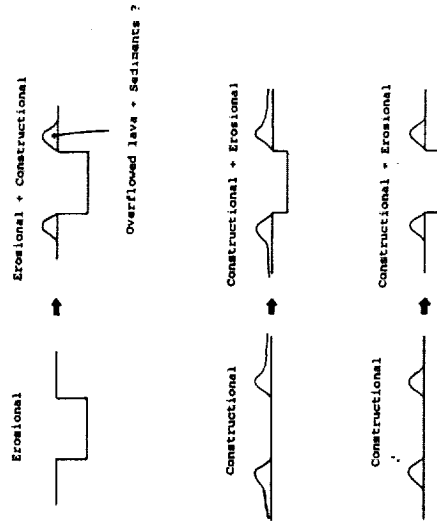 Erosional
Erosional + Constructional
Overflowed lava + Sediments ?
Constructional
Constructional + Erosional
Constructional
Constructional + Erosional